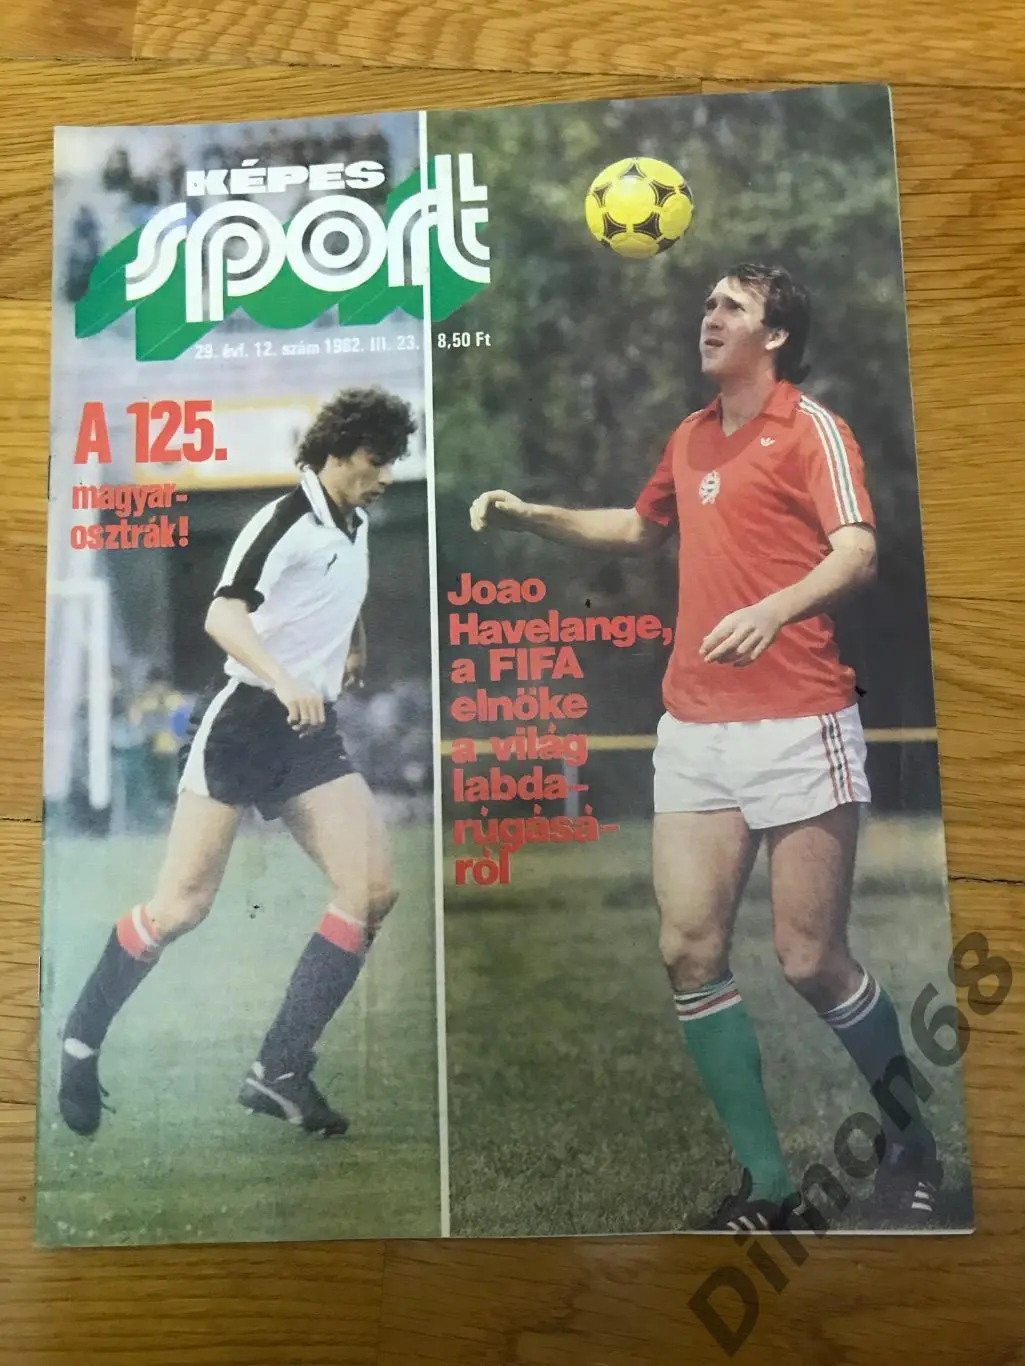 KÉPES
sport
29. évf. 12. szám 1982. III. 23. 8,50 Ft
A 125.
magyar-
osztrák!
Joao
Havelange,
a FIFA
elnöke
a világ
labda-
rúgásá-
ról
Dimon68